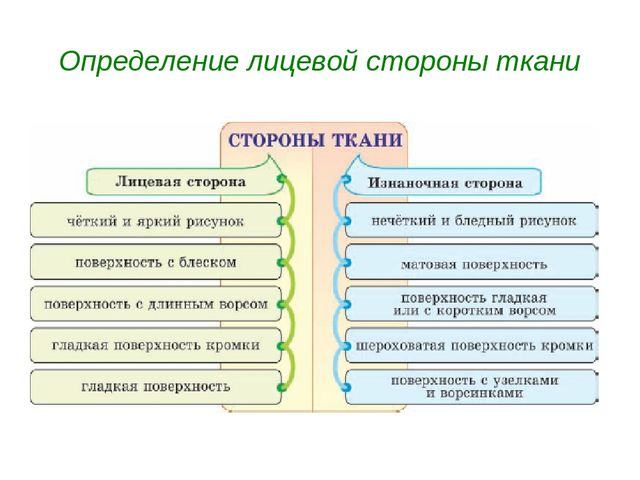 Определение лицевой стороны ткани
СТОРОНЫ ТКАНИ
Лицевая сторона
чёткий и яркий рисунок
поверхность с блеском
поверхность с длинным ворсом
гладкая поверхность кромки
гладкая поверхность
Изнаночная сторона
нечёткий и бледный рисунок
матовая поверхность
поверхность гладкая
или с коротким ворсом
шероховатая поверхность кромки
поверхность с узелками
и ворсинками